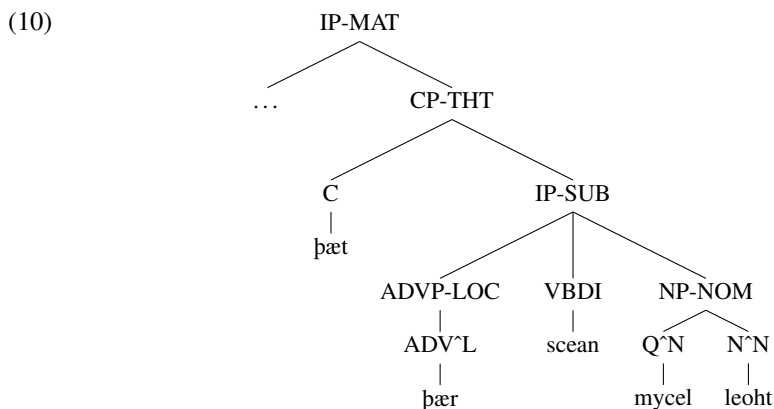 (10) IP-MAT
... CP-THT
C IP-SUB
þæt
ADVP-LOC VBDI NP-NOM
ADV^L scean Q^N N^N
þær mycel leoht